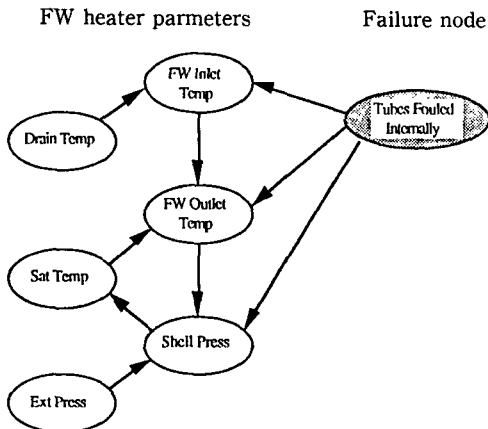 FW heater parmeters
Failure node
FW Inlet
Temp
Tubes Fouled
Internally
Drain Temp
FW Outlet
Temp
Sat Temp
Shell Press
Ext Press